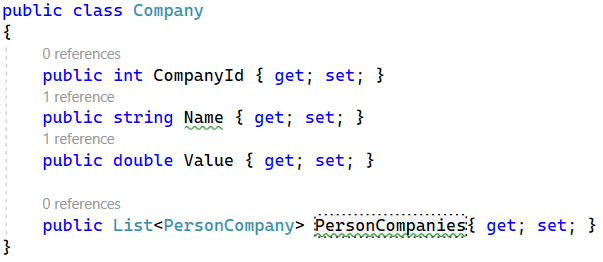 public class Company
{
0 references
public int CompanyId { get; set; }
1 reference
public string Name { get; set; }
1 reference
public double Value { get; set; }
0 references
public List<PersonCompany> PersonCompanies{ get; set; }
}